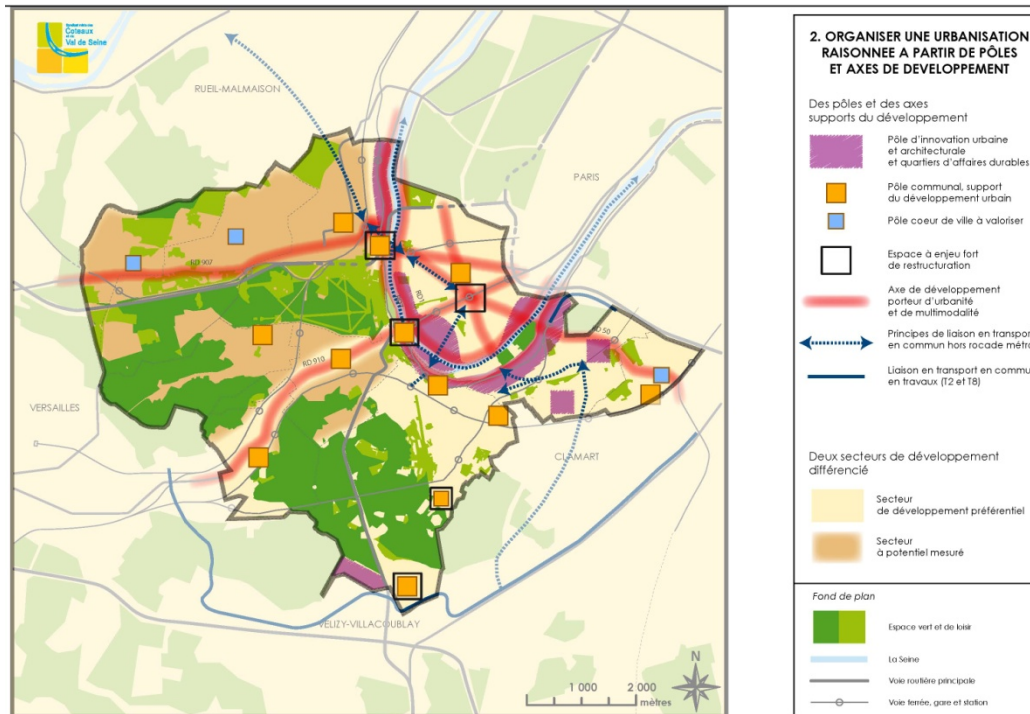 Coteaux
Val de Seine
RUEIL-MALMAISON
PARIS
RD 907
RD 1
RD 50
RD 910
VERSAILLES
CLAMART
VELIZY-VILLACOUBLAY
N
1 000
2 000
mètres
2. ORGANISER UNE URBANISATION
RAISONNEE A PARTIR DE PÔLES
ET AXES DE DEVELOPPEMENT
Des pôles et des axes
supports du développement
Pôle d'innovation urbaine
et architecturale
et quartiers d'affaires durables
Pôle communal, support
du développement urbain
Pôle coeur de ville à valoriser
Espace à enjeu fort
de restructuration
Axe de développement
porteur d'urbanité
et de multimodalité
Principes de liaison en transport
en commun hors rocade métro
Liaison en transport en commu
en travaux (T2 et T8)
Deux secteurs de développement
différencié
Secteur
de développement préférentiel
Secteur
à potentiel mesuré
Fond de plan
Espace vert et de loisir
La Seine
Voie routière principale
Voie ferrée, gare et station